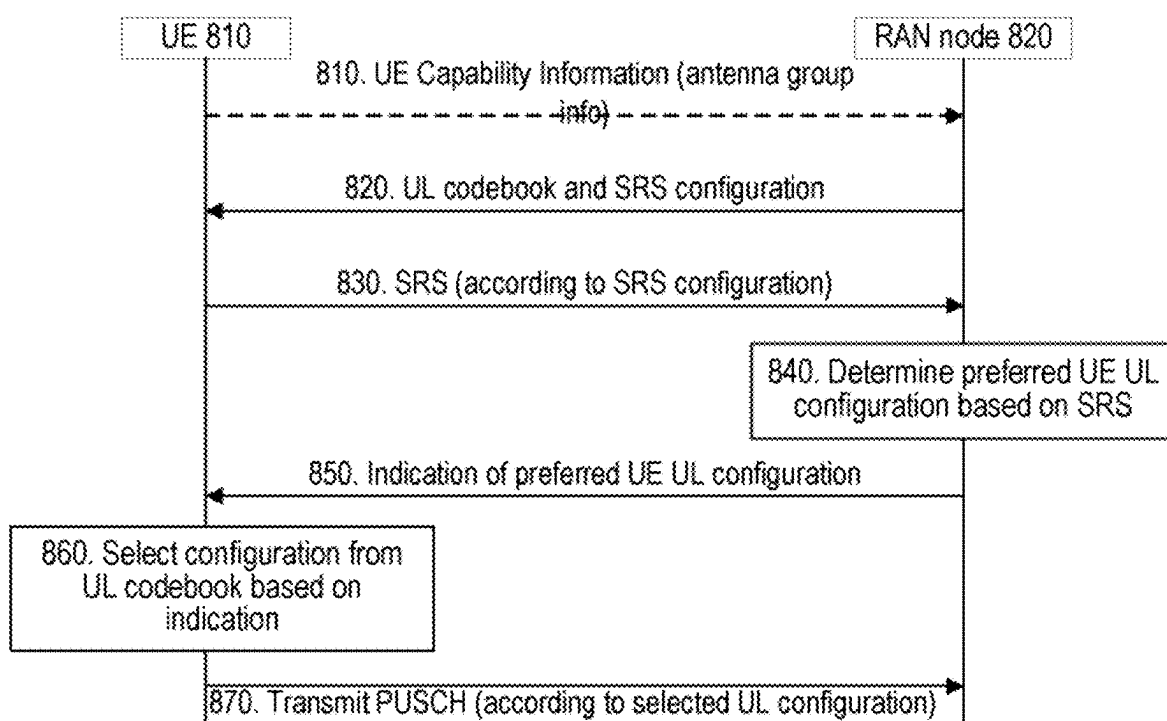 UE 810
RAN node 820
810. UE Capability Information (antenna group
info)
820. UL codebook and SRS configuration
830. SRS (according to SRS configuration)
840. Determine preferred UE UL
configuration based on SRS
850. Indication of preferred UE UL configuration
860. Select configuration from
UL codebook based on
indication
870. Transmit PUSCH (according to selected UL configuration)